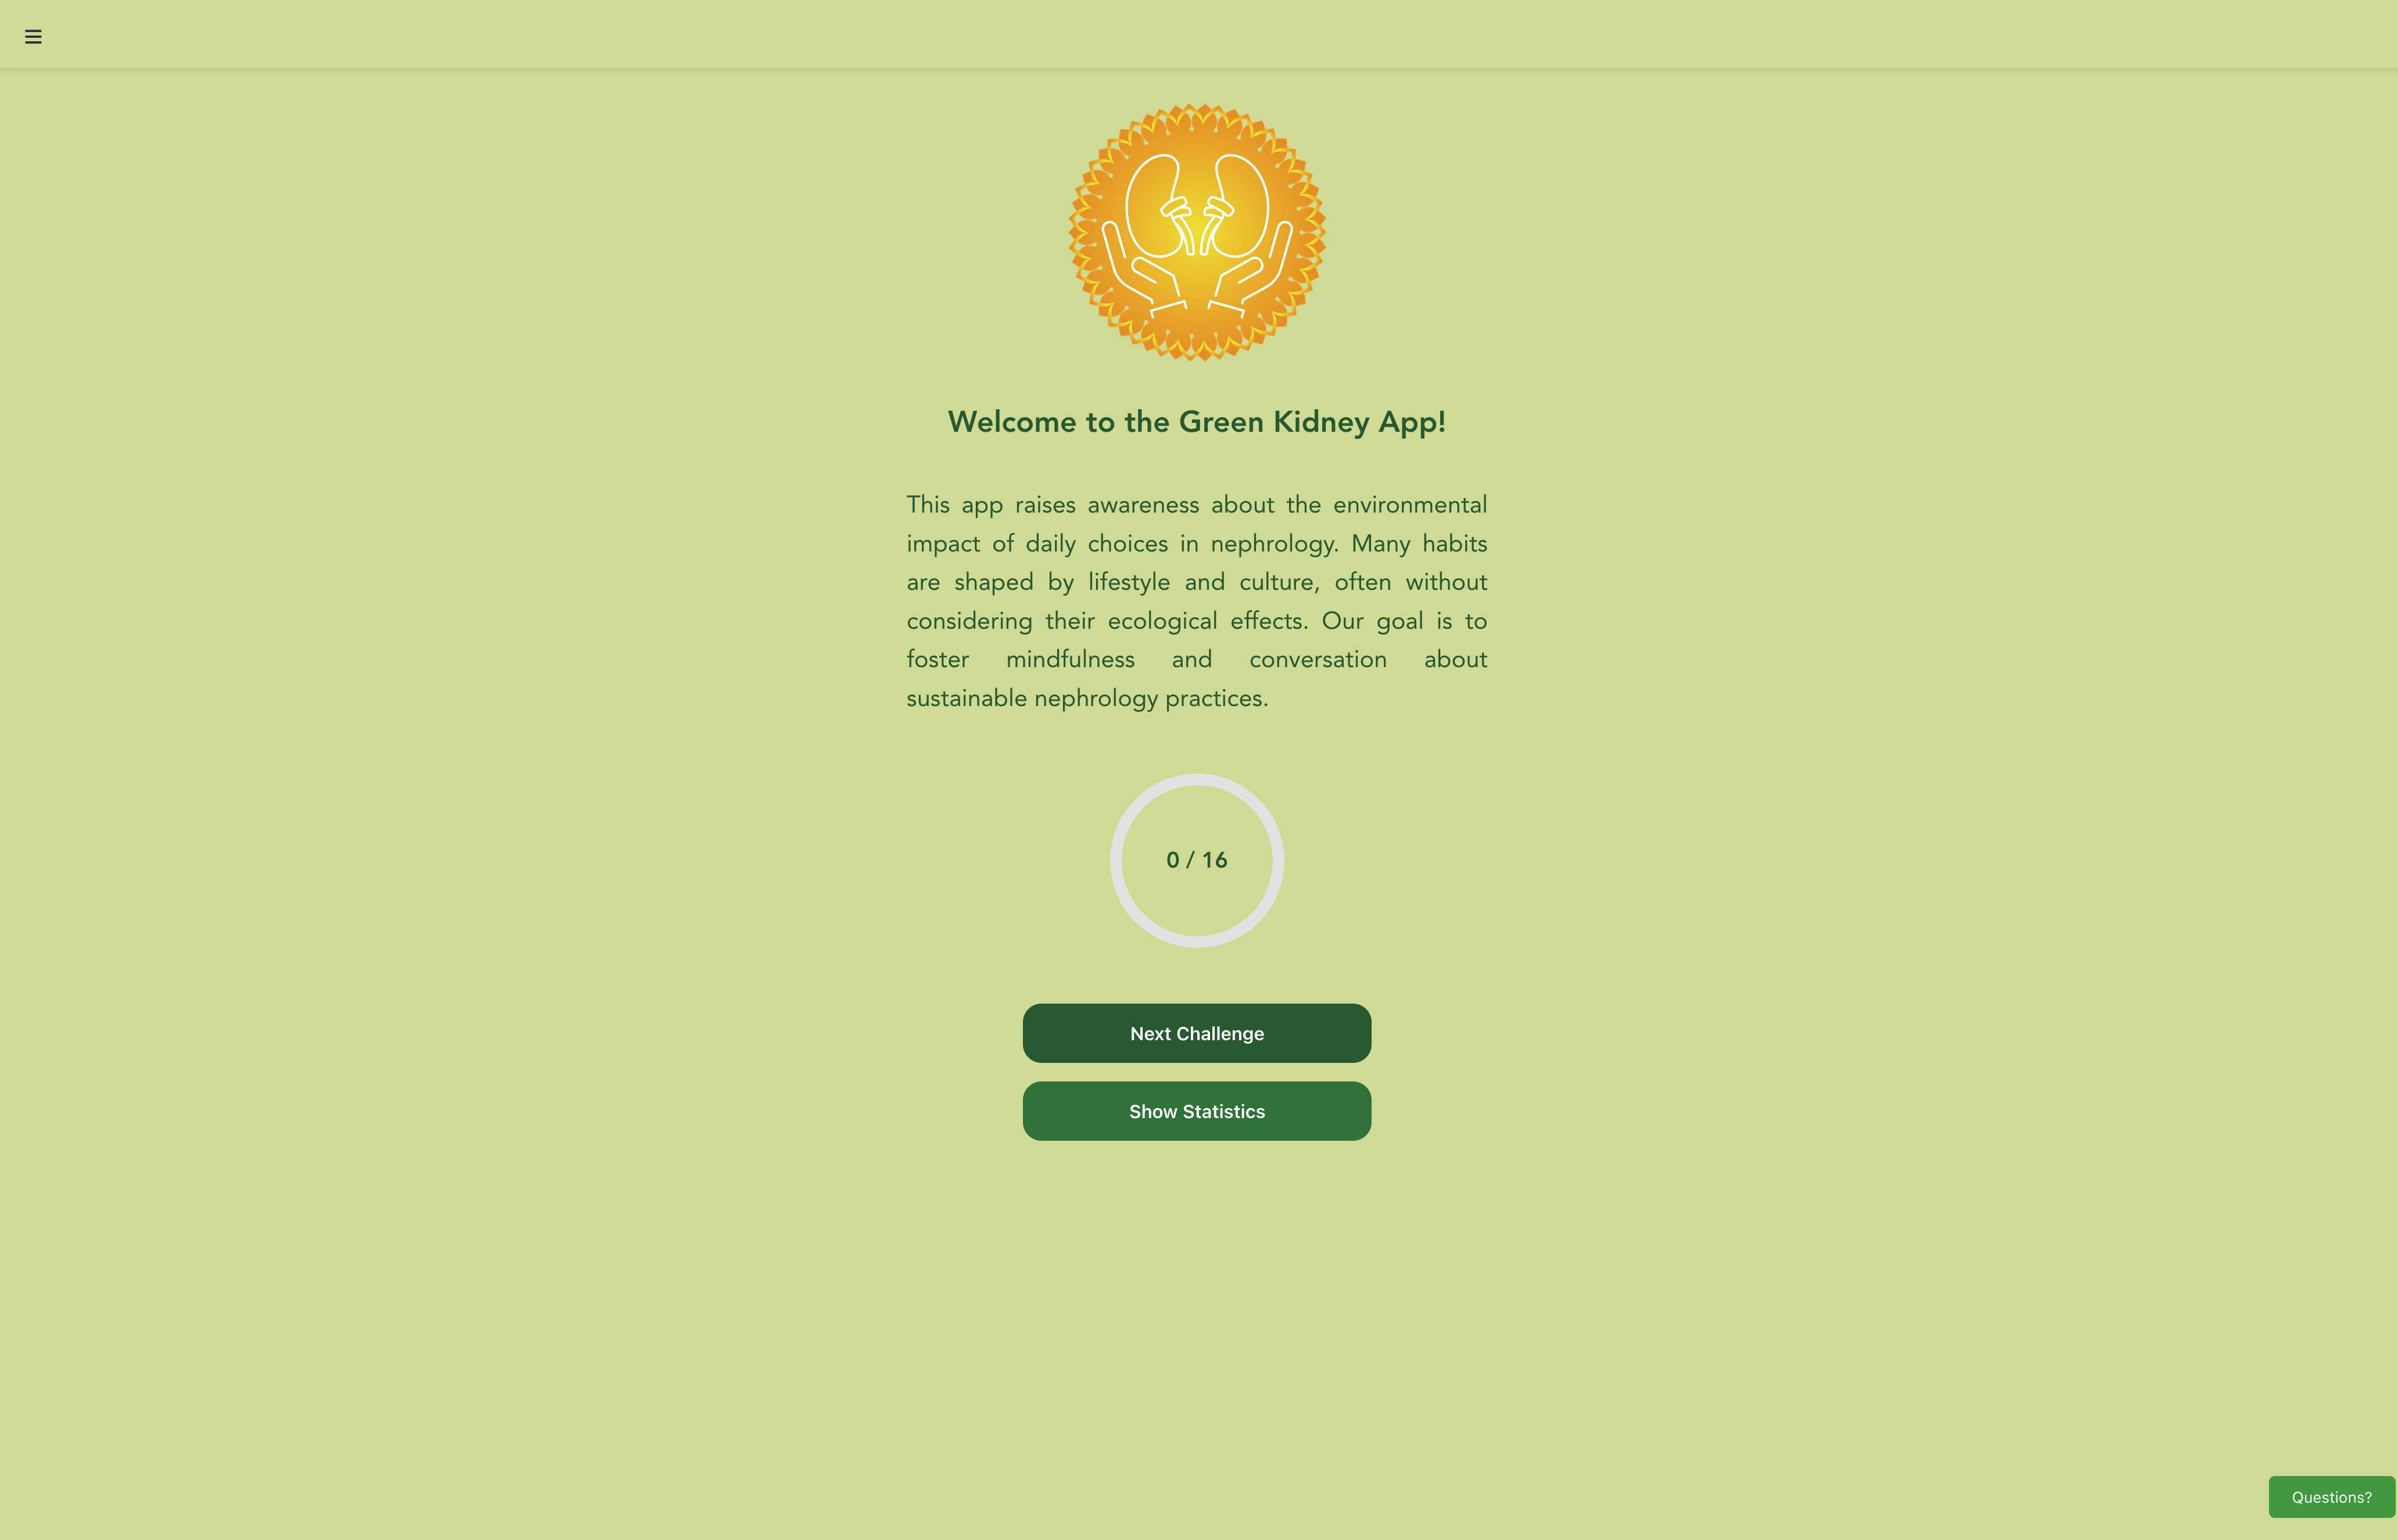 Welcome to the Green Kidney App!
This app raises awareness about the environmental
impact of daily choices in nephrology. Many habits
are shaped by lifestyle and culture, often without
considering their ecological effects. Our goal is to
foster mindfulness and conversation about
sustainable nephrology practices.
0 / 16
Next Challenge
Show Statistics
Questions?